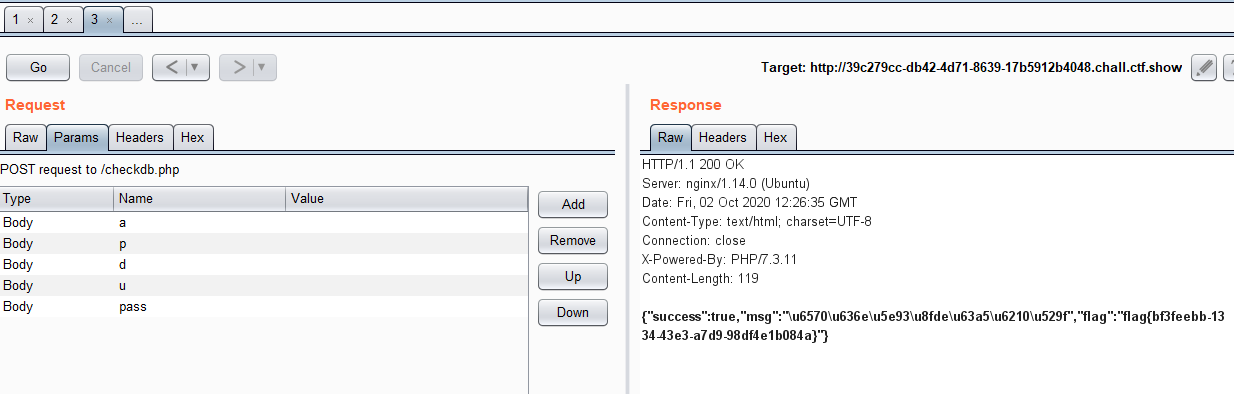 1 × 2 × 3 × ...
Go Cancel < | ▼ > | ▼ Target: http://39c279cc-db42-4d71-8639-17b5912b4048.chall.ctf.show
Request
Raw Params Headers Hex
POST request to /checkdb.php
Type Name Value
Body a
Body p
Body d
Body u
Body pass
Add
Remove
Up
Down
Response
Raw Headers Hex
HTTP/1.1 200 OK
Server: nginx/1.14.0 (Ubuntu)
Date: Fri, 02 Oct 2020 12:26:35 GMT
Content-Type: text/html; charset=UTF-8
Connection: close
X-Powered-By: PHP/7.3.11
Content-Length: 119
{"success":true,"msg":"\u6570\u636e\u5e93\u8fde\u63a5\u6210\u529f","flag":"flag{bf3feebb-13
34-43e3-a7d9-98df4e1b084a}"}